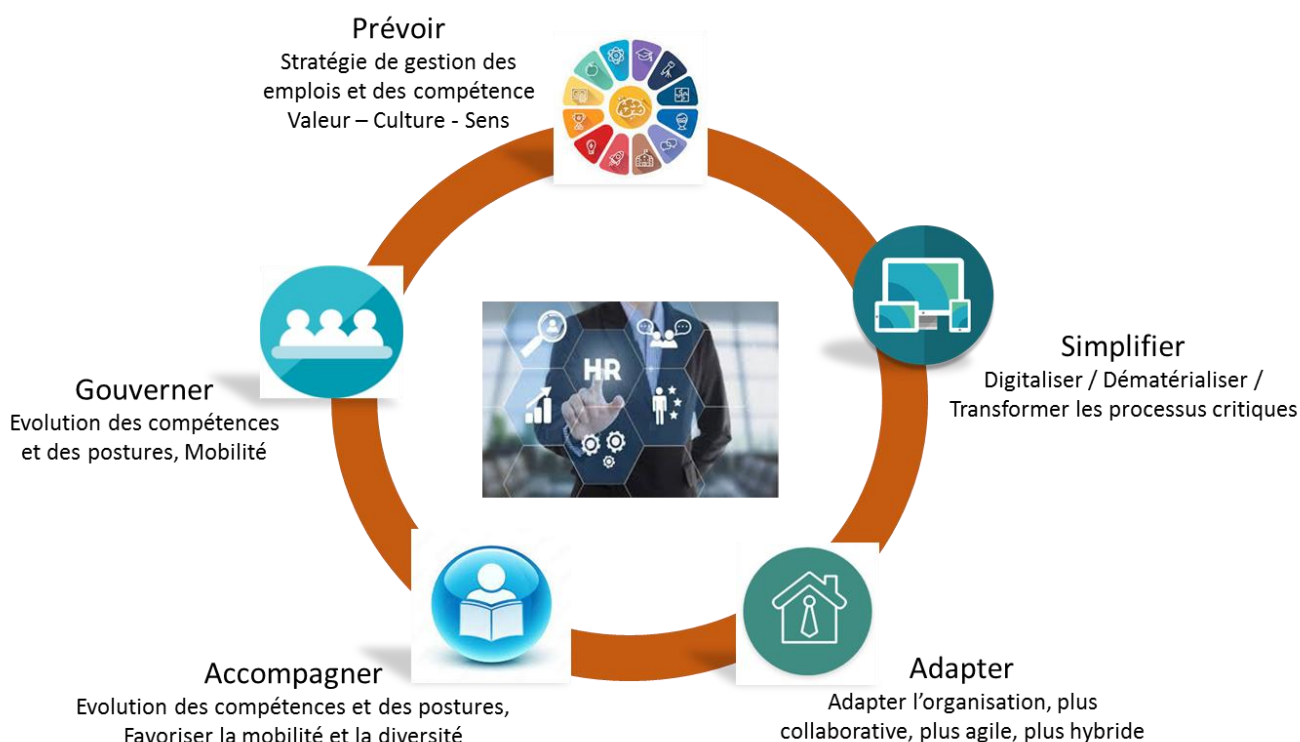 Prévoir
Stratégie de gestion des
emplois et des compétence
Valeur – Culture - Sens
Simplifier
Digitaliser / Dématérialiser /
Transformer les processus critiques
Adapter
Adapter l’organisation, plus
collaborative, plus agile, plus hybride
Accompagner
Evolution des compétences et des postures,
Favoriser la mobilité et la diversité
Gouverner
Evolution des compétences
et des postures, Mobilité
HR